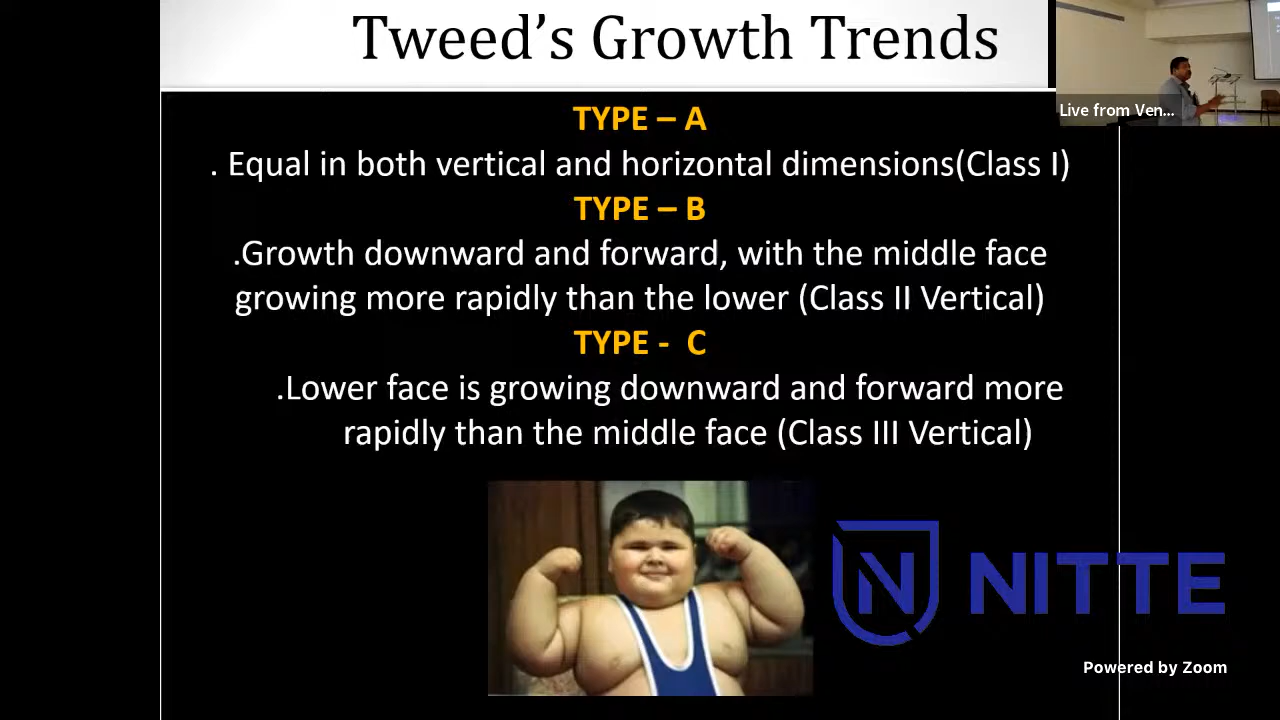 Tweed’s Growth Trends
Live from Ven...
TYPE – A
. Equal in both vertical and horizontal dimensions(Class I)
TYPE – B
.Growth downward and forward, with the middle face
growing more rapidly than the lower (Class II Vertical)
TYPE - C
.Lower face is growing downward and forward more
rapidly than the middle face (Class III Vertical)
N NITTE
Powered by Zoom